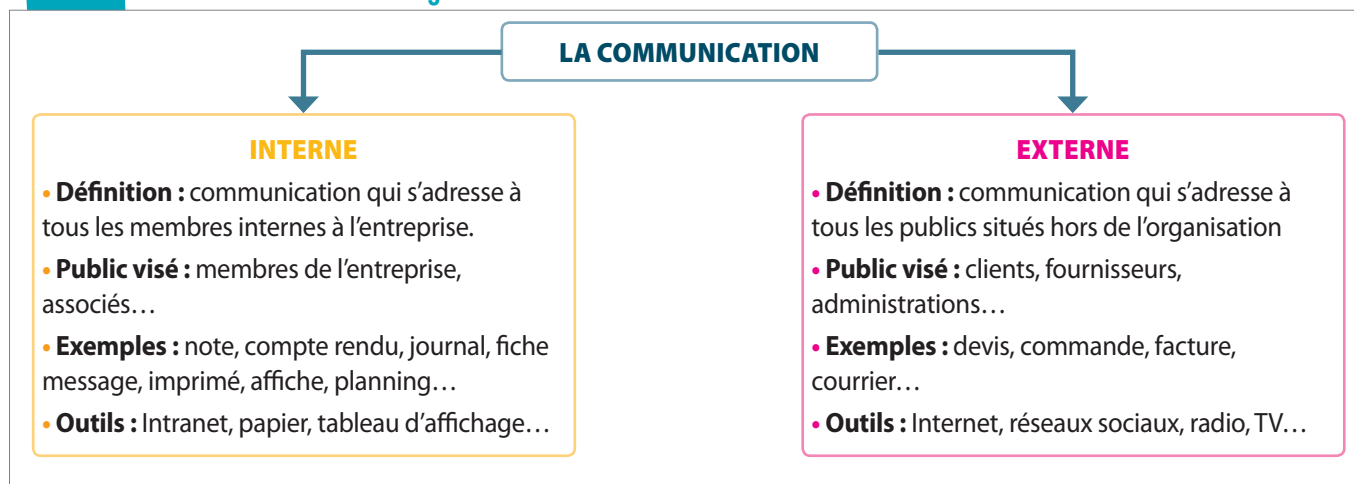 LA COMMUNICATION
INTERNE
• Définition : communication qui s’adresse à
tous les membres internes à l’entreprise.
• Public visé : membres de l’entreprise,
associés…
• Exemples : note, compte rendu, journal, fiche
message, imprimé, affiche, planning…
• Outils : Intranet, papier, tableau d’affichage…
EXTERNE
• Définition : communication qui s’adresse à
tous les publics situés hors de l’organisation
• Public visé : clients, fournisseurs,
administrations…
• Exemples : devis, commande, facture,
courrier…
• Outils : Internet, réseaux sociaux, radio, TV…